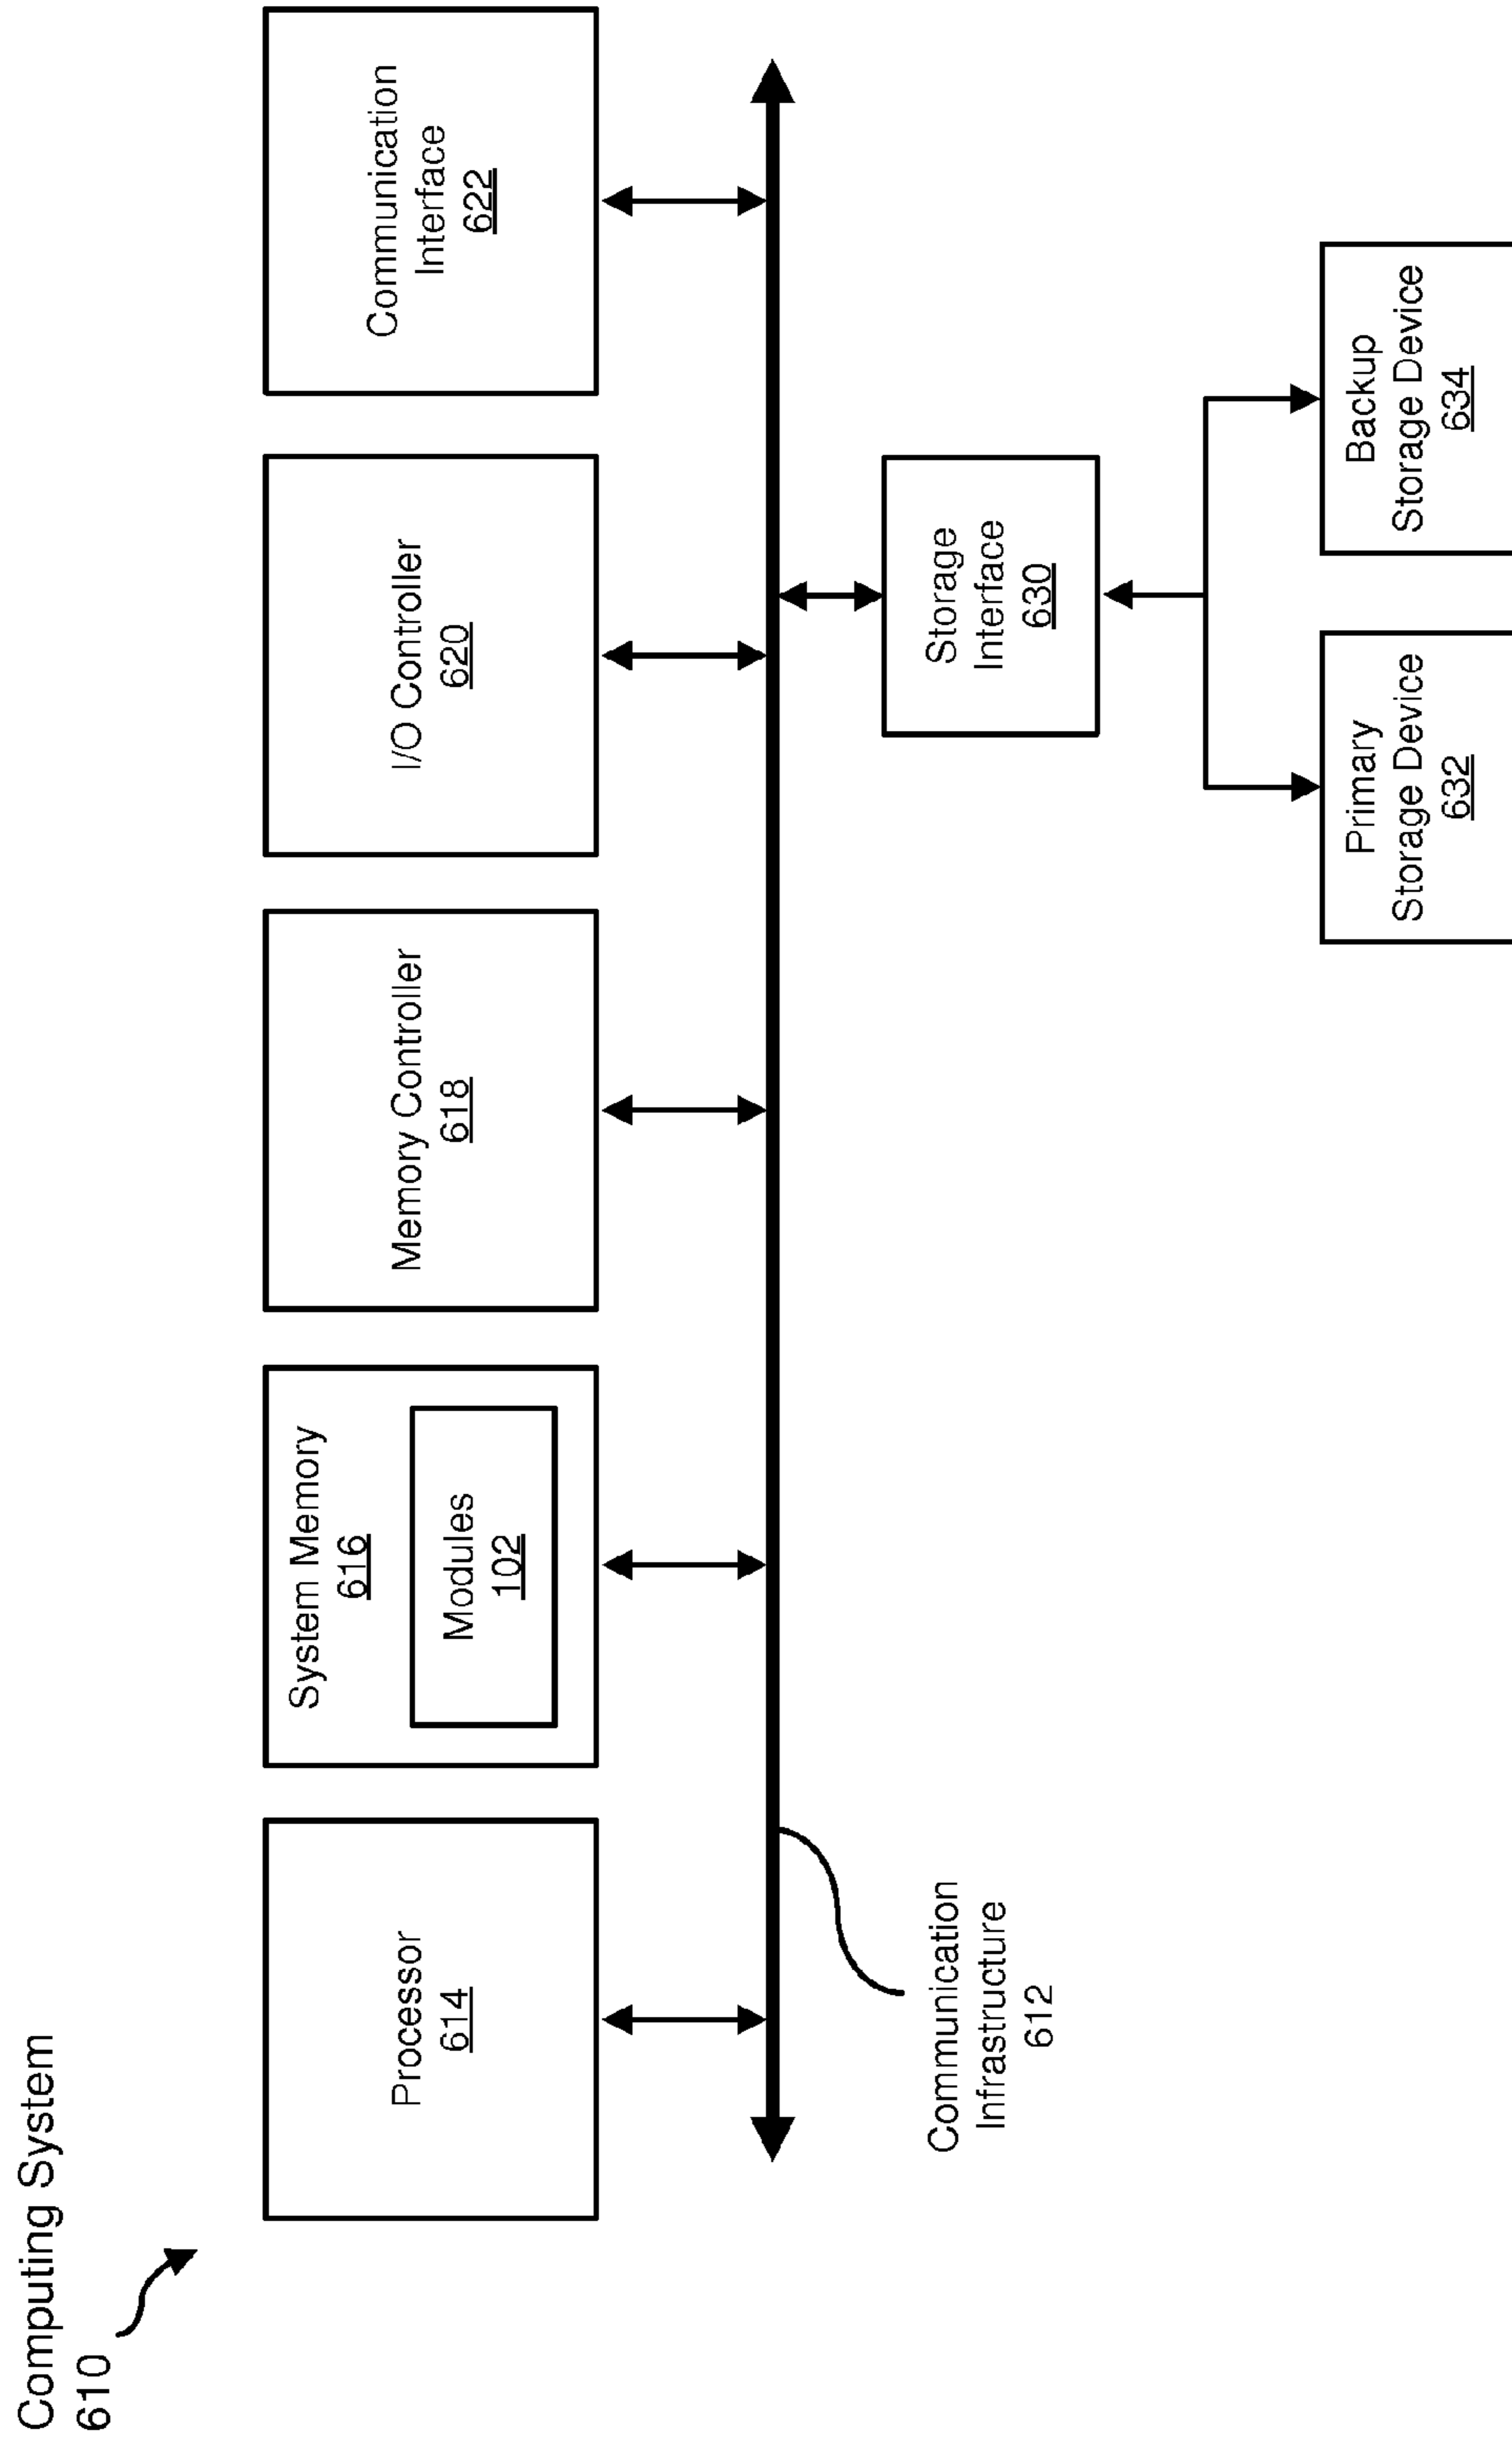 Computing System
610
Processor
614
System Memory
616
Modules
102
Memory Controller
618
I/O Controller
620
Communication
Interface
622
Communication
Infrastructure
612
Storage
Interface
630
Primary
Storage Device
632
Backup
Storage Device
634